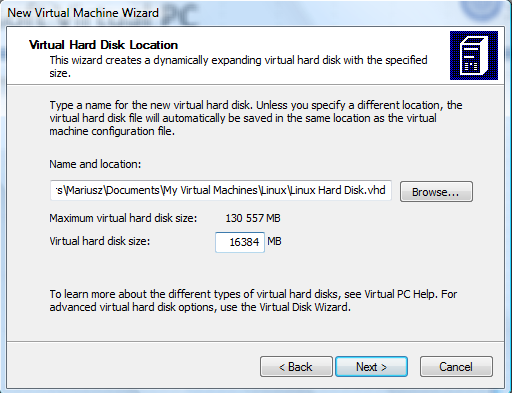 New Virtual Machine Wizard
Virtual Hard Disk Location
This wizard creates a dynamically expanding virtual hard disk with the specified
size.
Type a name for the new virtual hard disk. Unless you specify a different location, the
virtual hard disk file will automatically be saved in the same location as the virtual
machine configuration file.
Name and location:
s\Mariusz\Documents\My Virtual Machines\Linux\Linux Hard Disk.vhd
Browse...
Maximum virtual hard disk size: 130 557 MB
Virtual hard disk size: 16384 MB
To learn more about the different types of virtual hard disks, see Virtual PC Help. For
advanced virtual hard disk options, use the Virtual Disk Wizard.
< Back Next > Cancel